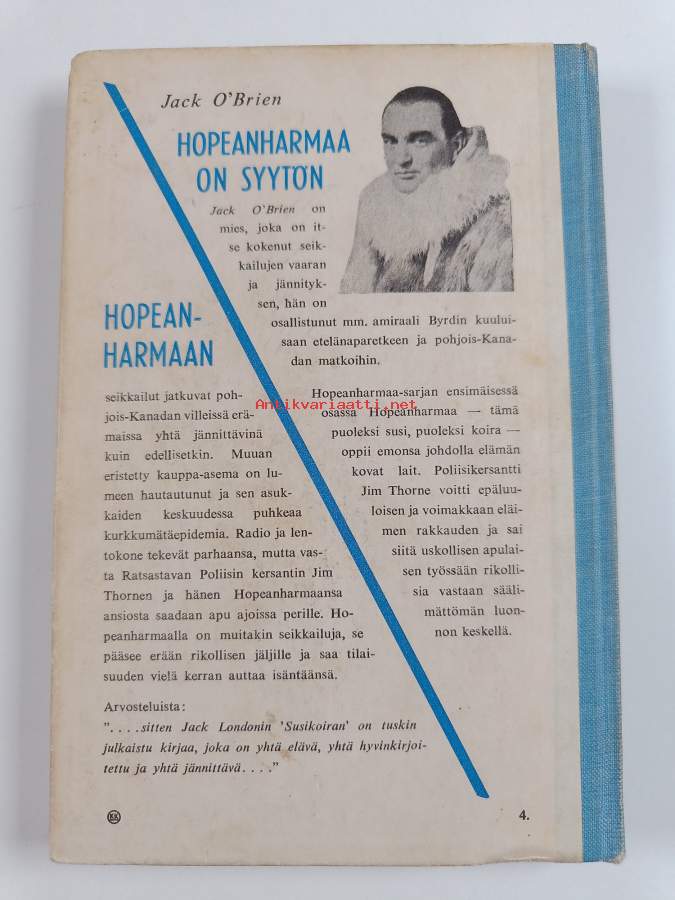 Jack O'Brien
HOPEANHARMAA
ON SYYTÖN
Jack O'Brien on
mies, joka on it-
se kokenut seik-
kailujen vaaran
ja jännityk-
sen, hän on
osallistunut mm. amiraali Byrdin kuului-
saan etelänaparetkeen ja pohjois-Kana-
dan matkoihin.
Hopeanharmaa-sarjan ensimäisessä
osassa Hopeanharmaa — tämä
puoleksi susi, puoleksi koira —
oppii emonsa johdolla elämän
kovat lait. Poliisikersantti
Jim Thorne voitti epäluu-
loisen ja voimakkaan eläi-
men rakkauden ja sai
siitä uskollisen apulai-
sen työssään rikolli-
sia vastaan sääli-
mättömän luon-
non keskellä.
HOPEAN-
HARMAAN
seikkailut jatkuvat poh-
jois-Kanadan villeissä erä-
maissa yhtä jännittävinä
kuin edellisetkin. Muuan
eristetty kauppa-asema on lu-
meen hautautunut ja sen asuk-
kaiden keskuudessa puhkeaa
kurkkumätäepidemia. Radio ja len-
tokone tekevät parhaansa, mutta vas-
ta Ratsastavan Poliisin kersantin Jim
Thornen ja hänen Hopeanharmaansa
ansiosta saadaan apu ajoissa perille. Ho-
peanharmaalla on muitakin seikkailuja, se
pääsee erään rikollisen jäljille ja saa tilai-
suuden vielä kerran auttaa isäntäänsä.
Arvosteluista:
”. . . .sitten Jack Londonin 'Susikoiran' on tuskin
julkaistu kirjaa, joka on yhtä elävä, yhtä hyvinkirjoi-
tettu ja yhtä jännittävä. . . .”
KK
4.
Antikvariaatti.net